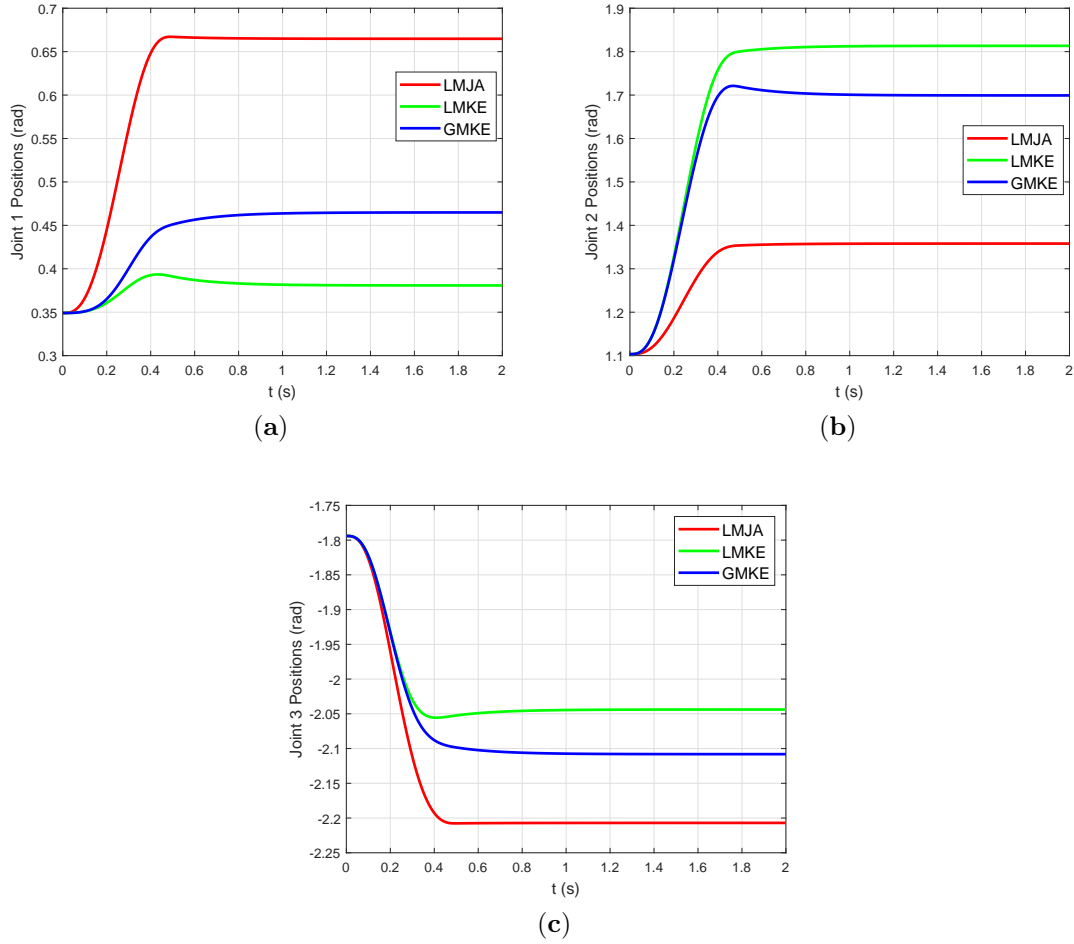 0.7
0.65
0.6
0.55
0.5
0.45
0.4
0.35
0.3
Joint 1 Positions (rad)
LMJA
LMKE
GMKE
0 0.2 0.4 0.6 0.8 1 1.2 1.4 1.6 1.8 2
t (s)
(a)
1.9
1.8
1.7
1.6
1.5
1.4
1.3
1.2
1.1
Joint 2 Positions (rad)
LMJA
LMKE
GMKE
0 0.2 0.4 0.6 0.8 1 1.2 1.4 1.6 1.8 2
t (s)
(b)
-1.75
-1.8
-1.85
-1.9
-1.95
-2
-2.05
-2.1
-2.15
-2.2
-2.25
Joint 3 Positions (rad)
LMJA
LMKE
GMKE
0 0.2 0.4 0.6 0.8 1 1.2 1.4 1.6 1.8 2
t (s)
(c)